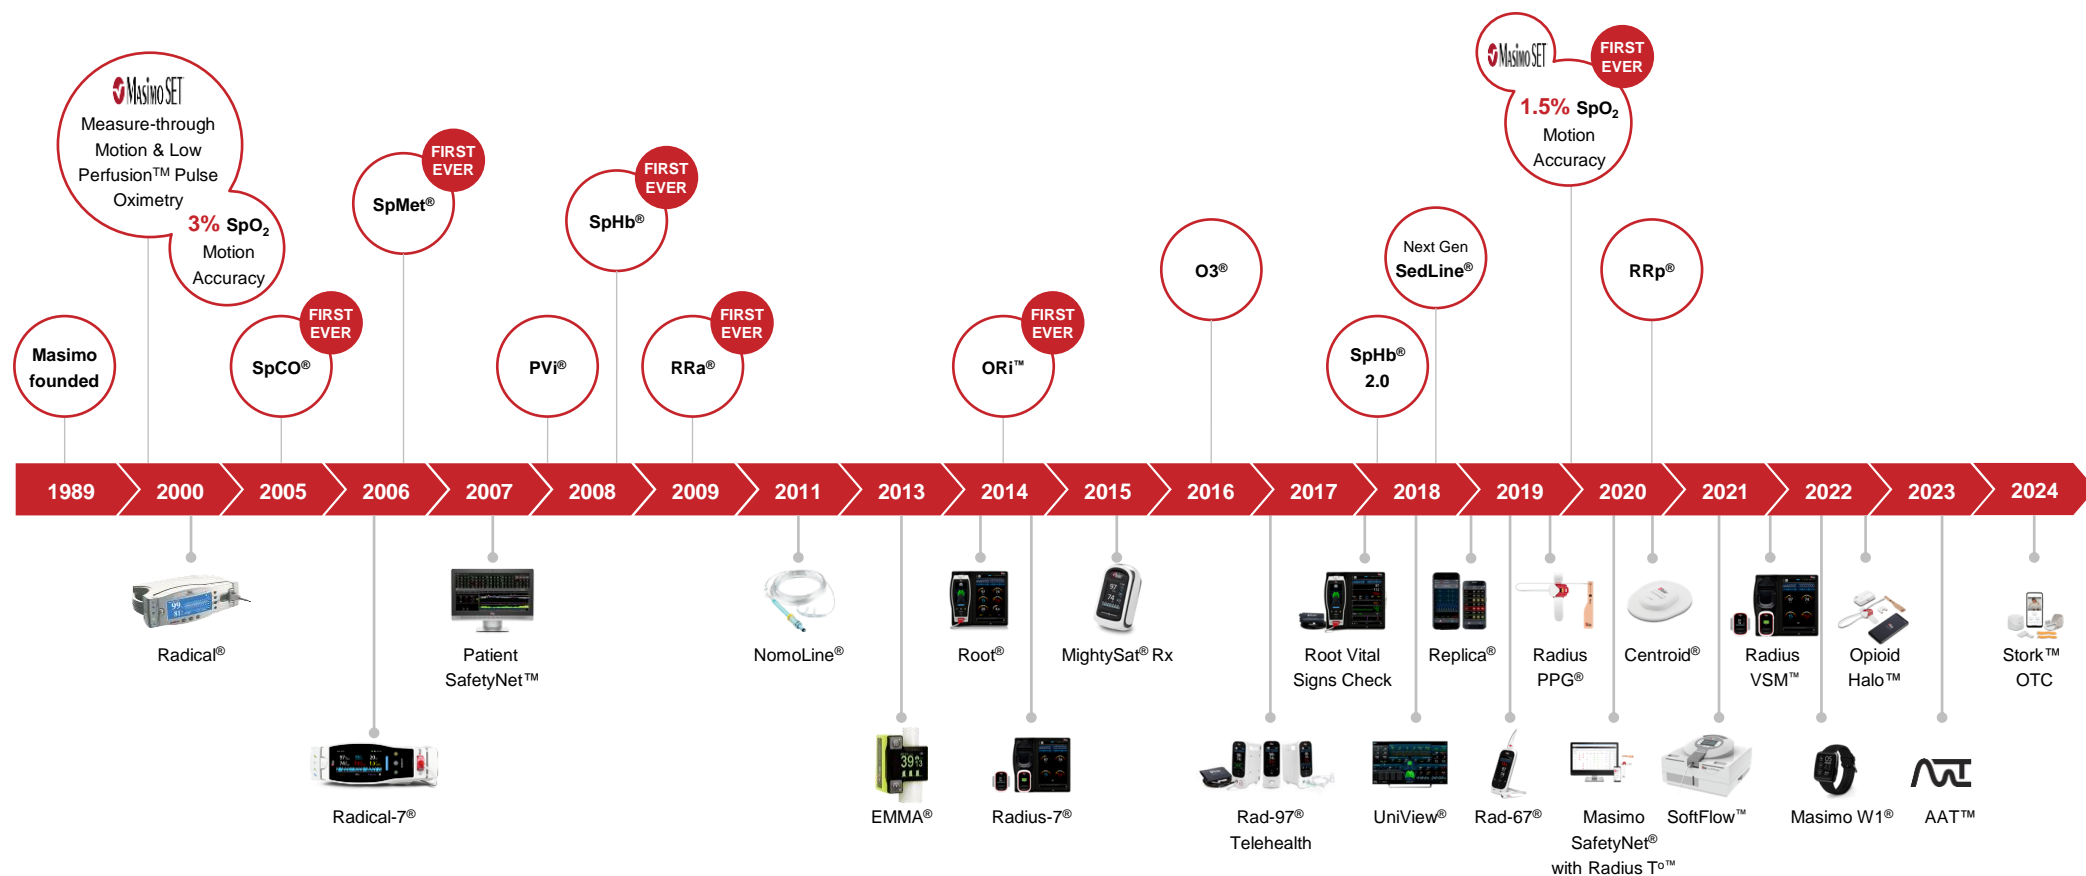 Masimo SET
Measure-through
Motion & Low
Perfusion™ Pulse
Oximetry
3% SpO₂
Motion
Accuracy
Masimo
founded
SpCO®
FIRST
EVER
SpMet®
FIRST
EVER
PVi®
SpHb®
FIRST
EVER
RRa®
FIRST
EVER
ORi™
FIRST
EVER
O3®
SpHb®
2.0
Next Gen
SedLine®
Masimo SET
FIRST
EVER
1.5% SpO₂
Motion
Accuracy
RRp®
1989
2000
2005
2006
2007
2008
2009
2011
2013
2014
2015
2016
2017
2018
2019
2020
2021
2022
2023
2024
Radical®
Patient
SafetyNet™
NomoLine®
Root®
MightySat® Rx
Root Vital
Signs Check
Replica®
Radius
PPG®
Centroid®
Radius
VSM™
Opioid
Halo™
Stork™
OTC
Radical-7®
EMMA®
Radius-7®
Rad-97®
Telehealth
UniView®
Rad-67®
Masimo
SafetyNet®
with Radius Tº™
SoftFlow™
Masimo W1®
AAT™